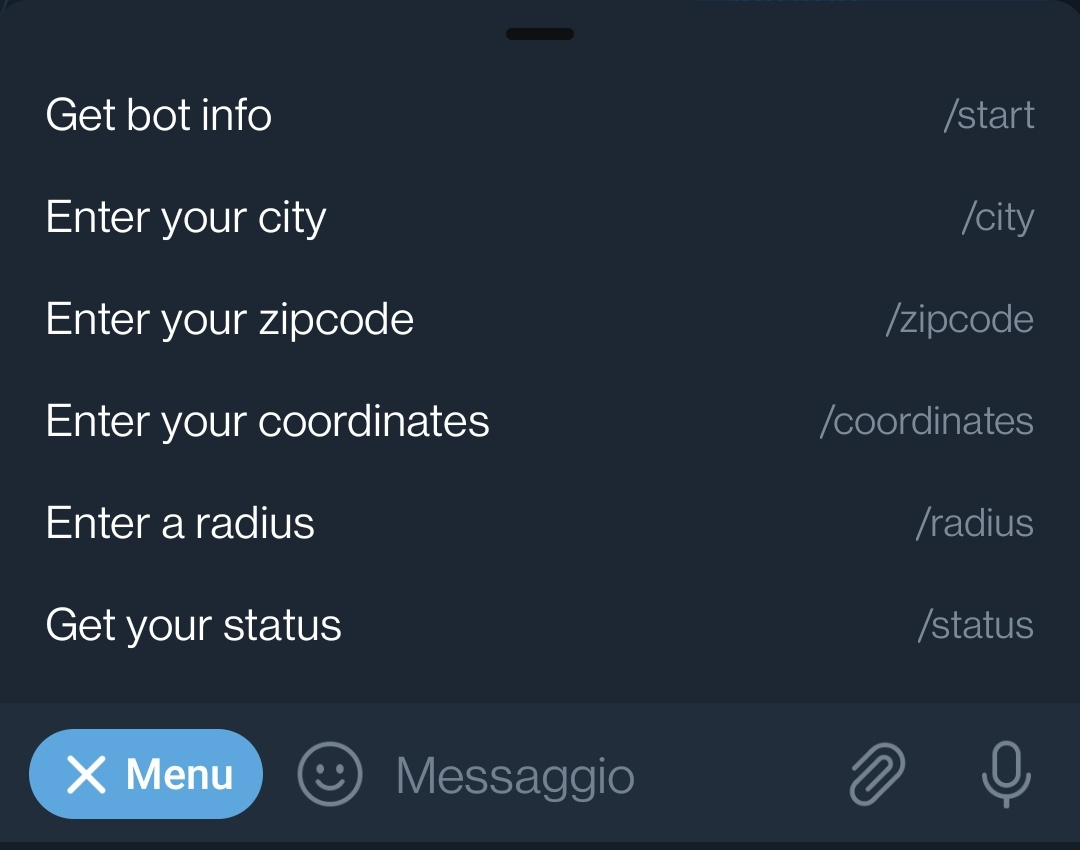 Get bot info /start
Enter your city /city
Enter your zipcode /zipcode
Enter your coordinates /coordinates
Enter a radius /radius
Get your status /status
Menu Messaggio